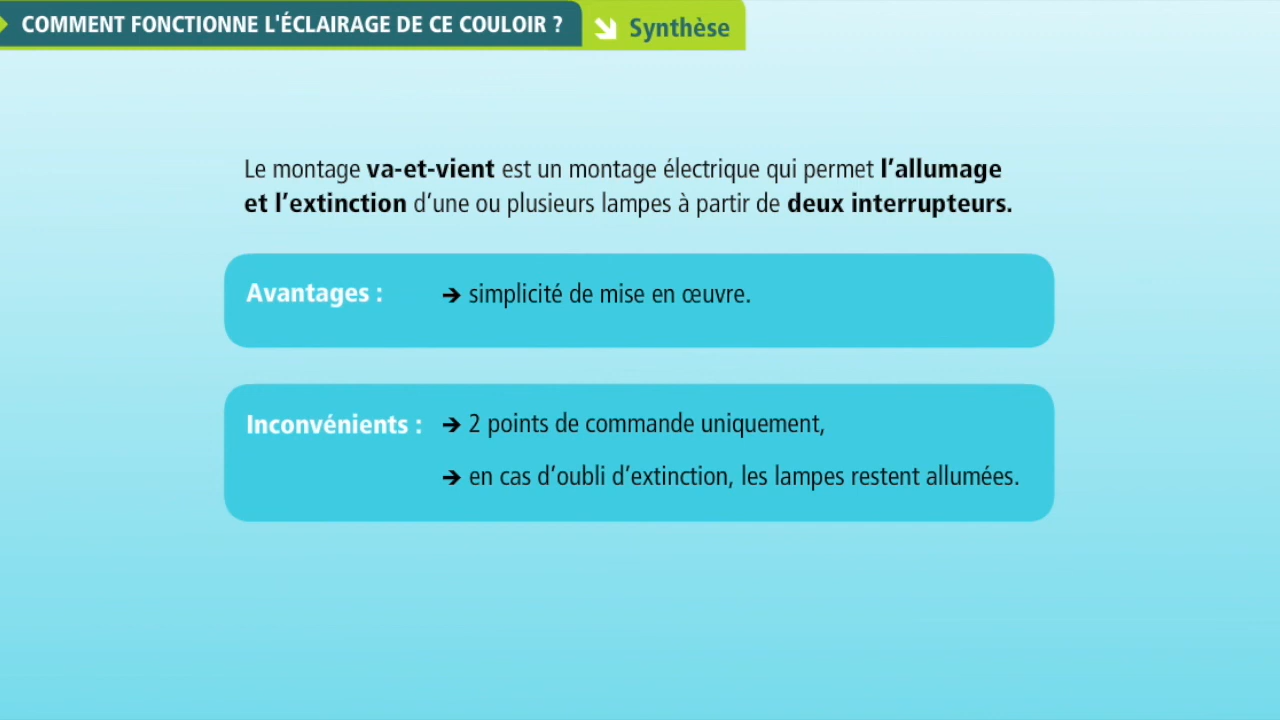 COMMENT FONCTIONNE L'ÉCLAIRAGE DE CE COULOIR ?
Synthèse
Le montage va-et-vient est un montage électrique qui permet l’allumage
et l’extinction d’une ou plusieurs lampes à partir de deux interrupteurs.
Avantages : ➔ simplicité de mise en œuvre.
Inconvénients : ➔ 2 points de commande uniquement,
➔ en cas d’oubli d’extinction, les lampes restent allumées.